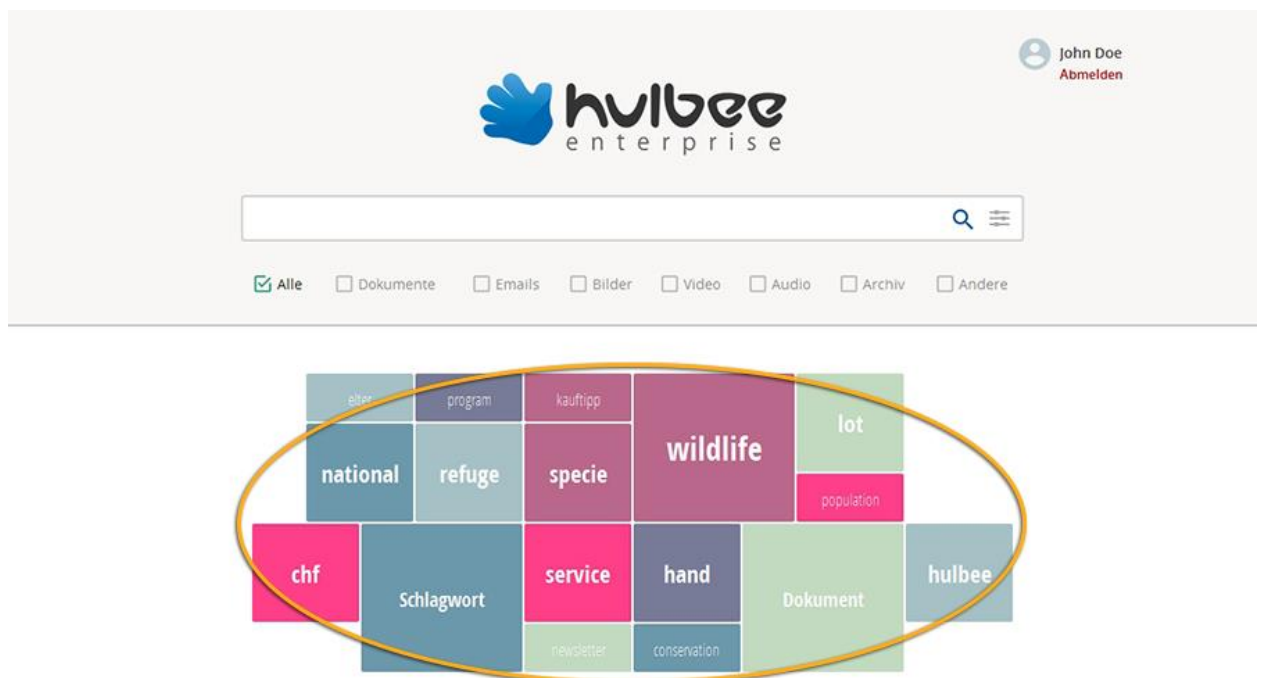 John Doe
Abmelden
hulbee
enterprise
Alle Dokumente Emails Bilder Video Audio Archiv Andere
elter program kauftipp
wildlife lot
national refuge specie
population
chf Schlagwort service hand Dokument hulbee
newsletter conservation